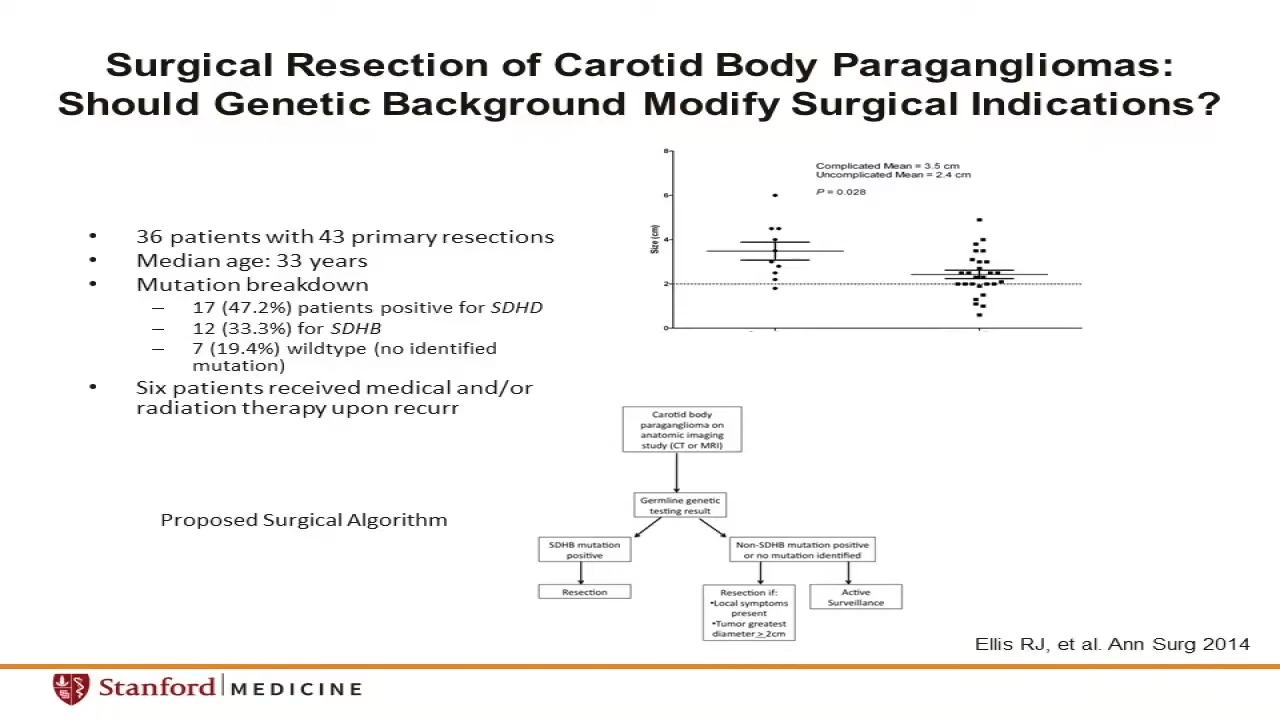 Surgical Resection of Carotid Body Paragangliomas:
Should Genetic Background Modify Surgical Indications?
• 36 patients with 43 primary resections
• Median age: 33 years
• Mutation breakdown
– 17 (47.2%) patients positive for SDHD
– 12 (33.3%) for SDHB
– 7 (19.4%) wildtype (no identified
mutation)
• Six patients received medical and/or
radiation therapy upon recurr
Complicated Mean = 3.5 cm
Uncomplicated Mean = 2.4 cm
P = 0.028
Size (cm)
8
6
4
2
0
Proposed Surgical Algorithm
Carotid body
paraganglioma on
anatomic imaging
study (CT or MRI)
Germline genetic
testing result
SDHB mutation
positive
Non-SDHB mutation positive
or no mutation identified
Resection
Resection if:
•Local symptoms
present
•Tumor greatest
diameter ≥ 2cm
Active
Surveillance
Ellis RJ, et al. Ann Surg 2014
Stanford MEDICINE